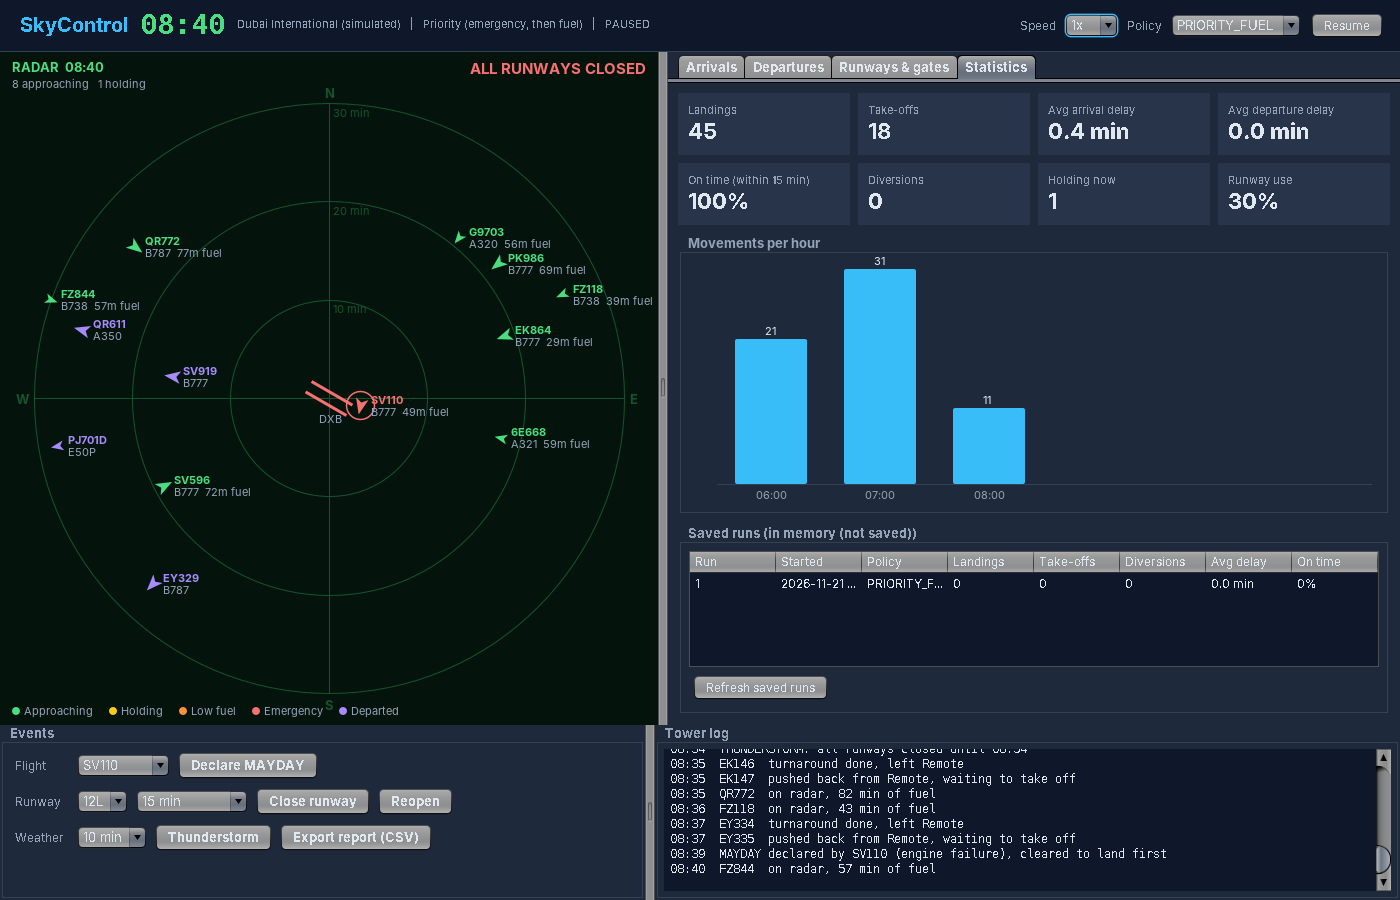 SkyControl 08:40 Dubai International (simulated) | Priority (emergency, then fuel) | PAUSED
Speed 1x Policy PRIORITY_FUEL Resume
RADAR 08:40
8 approaching 1 holding
ALL RUNWAYS CLOSED
N
30 min
20 min
10 min
W
E
S
QR772
B787 77m fuel
G9703
A320 56m fuel
PK986
B777 69m fuel
FZ844
B738 57m fuel
FZ118
B738 39m fuel
QR611
A350
EK864
B777 29m fuel
SV919
B777
SV110
B777 49m fuel
DXB
6E668
A321 59m fuel
PJ701D
E50P
SV596
B777 72m fuel
EY329
B787
Approaching Holding Low fuel Emergency Departed
Arrivals Departures Runways & gates Statistics
Landings
45
Take-offs
18
Avg arrival delay
0.4 min
Avg departure delay
0.0 min
On time (within 15 min)
100%
Diversions
0
Holding now
1
Runway use
30%
Movements per hour
21
31
11
06:00 07:00 08:00
Saved runs (in memory (not saved))
Run Started Policy Landings Take-offs Diversions Avg delay On time
1 2026-11-21 ... PRIORITY_F... 0 0 0 0.0 min 0%
Refresh saved runs
Events
Flight SV110 Declare MAYDAY
Runway 12L 15 min Close runway Reopen
Weather 10 min Thunderstorm Export report (CSV)
Tower log
08:34 THUNDERSTORM: all runways closed until 08:54
08:35 EK146 turnaround done, left Remote
08:35 EK147 pushed back from Remote, waiting to take off
08:35 QR772 on radar, 82 min of fuel
08:36 FZ118 on radar, 43 min of fuel
08:37 EY334 turnaround done, left Remote
08:37 EY335 pushed back from Remote, waiting to take off
08:39 MAYDAY declared by SV110 (engine failure), cleared to land first
08:40 FZ844 on radar, 57 min of fuel